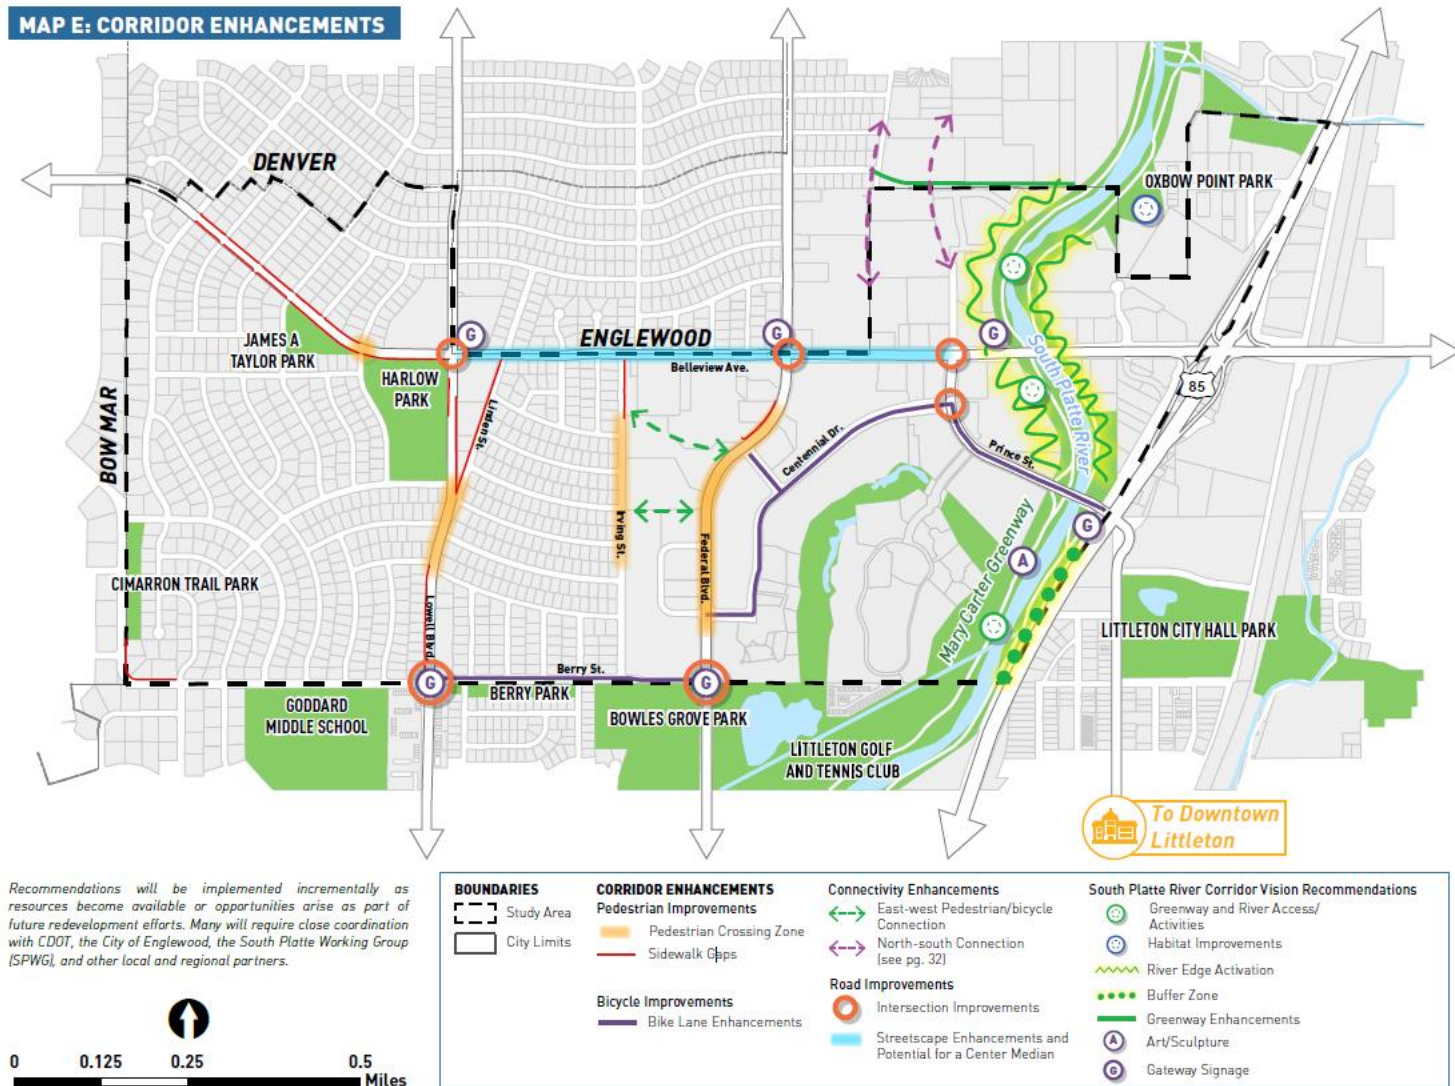 MAP E: CORRIDOR ENHANCEMENTS
DENVER
OXBOW POINT PARK
JAMES A
TAYLOR PARK
G
G
G
ENGLEWOOD
Belleview Ave.
HARLOW
PARK
85
BOW MAR
Linden St.
South Platte River
Centennial Dr.
Prince St.
Irving St.
Federal Blvd.
G
A
Mary Carter Greenway
CIMARRON TRAIL PARK
Lowell Blvd.
LITTLETON CITY HALL PARK
Berry St.
G
G
BERRY PARK
GODDARD
MIDDLE SCHOOL
BOWLES GROVE PARK
LITTLETON GOLF
AND TENNIS CLUB
To Downtown
Littleton
Recommendations will be implemented incrementally as
resources become available or opportunities arise as part of
future redevelopment efforts. Many will require close coordination
with CDOT, the City of Englewood, the South Platte Working Group
(SPWG), and other local and regional partners.
0 0.125 0.25 0.5
Miles
BOUNDARIES
Study Area
City Limits
CORRIDOR ENHANCEMENTS
Pedestrian Improvements
Pedestrian Crossing Zone
Sidewalk Gaps
Bicycle Improvements
Bike Lane Enhancements
Connectivity Enhancements
East-west Pedestrian/bicycle
Connection
North-south Connection
(see pg. 32)
Road Improvements
Intersection Improvements
Streetscape Enhancements and
Potential for a Center Median
South Platte River Corridor Vision Recommendations
Greenway and River Access/
Activities
Habitat Improvements
River Edge Activation
Buffer Zone
Greenway Enhancements
A Art/Sculpture
G Gateway Signage